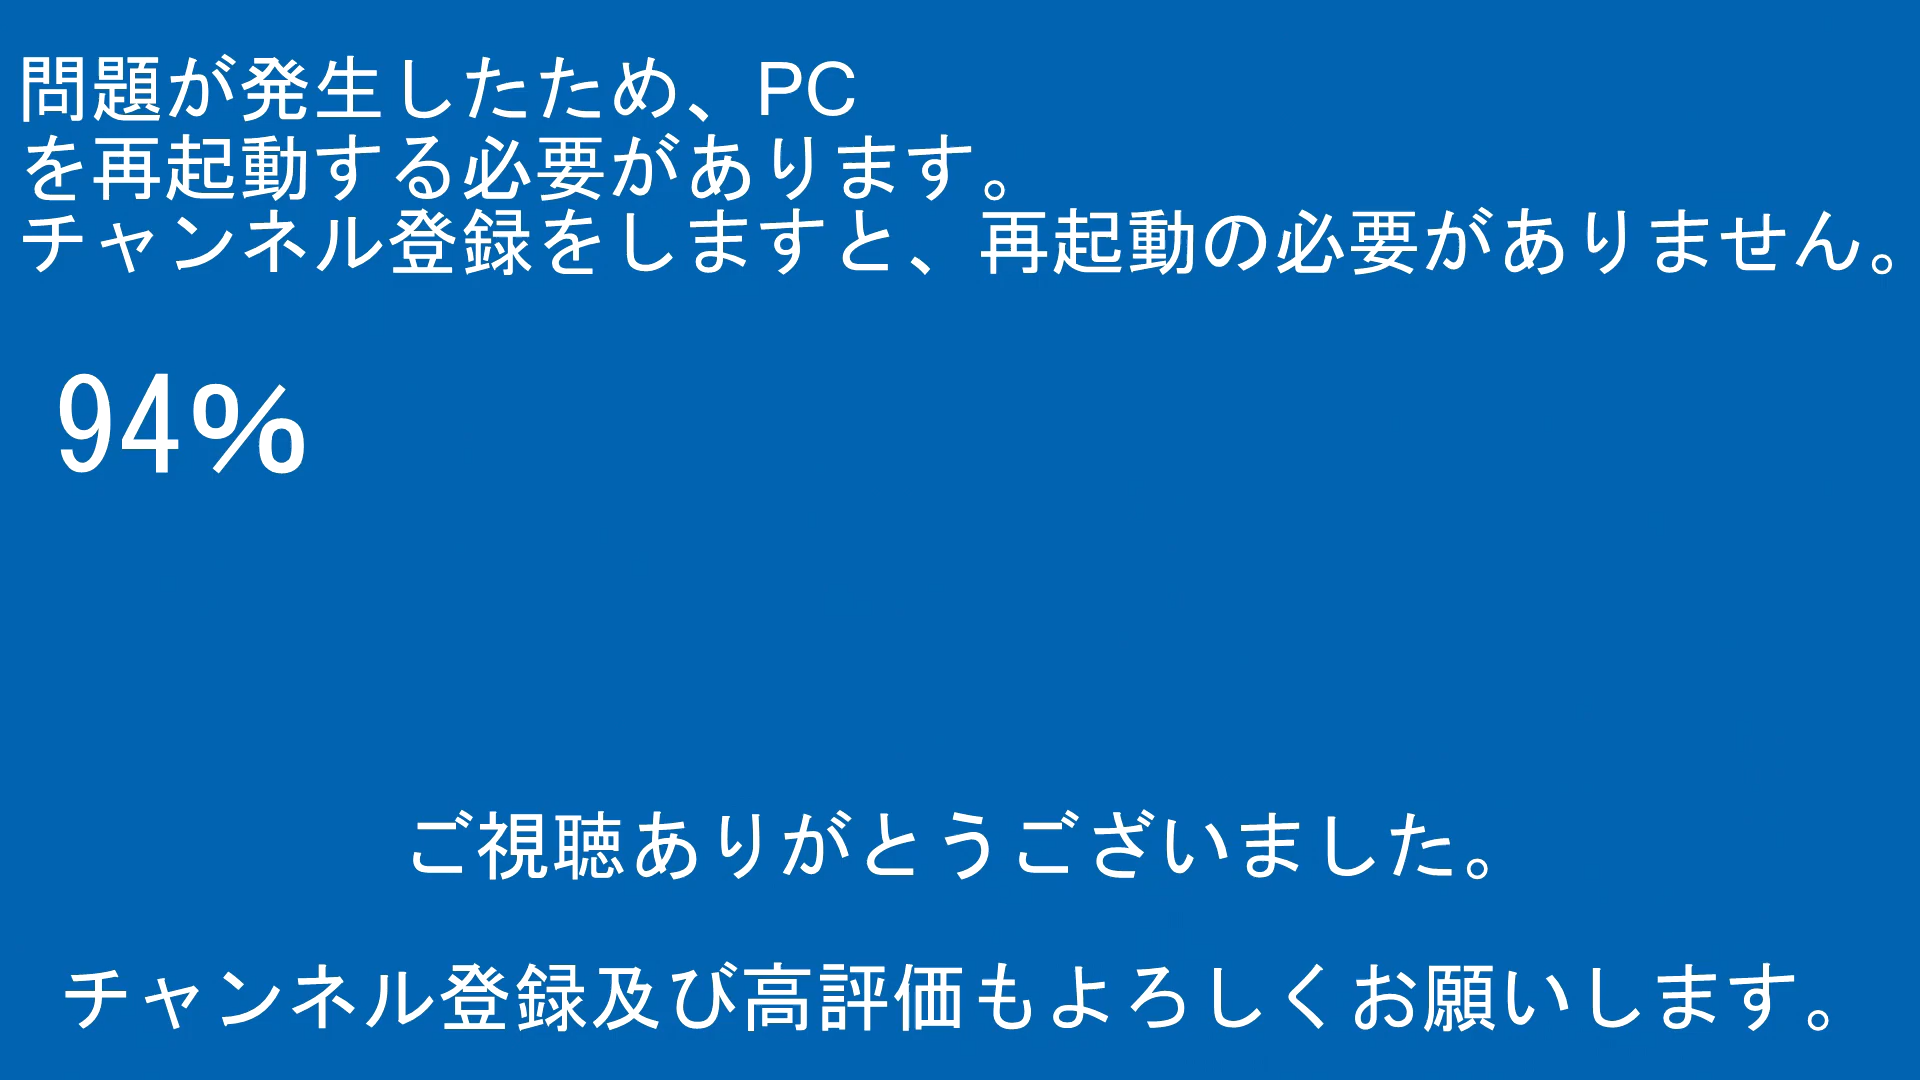 問題が発生したため、PC
を再起動する必要があります。
チャンネル登録をしますと、再起動の必要がありません。
94%
ご視聴ありがとうございました。
チャンネル登録及び高評価もよろしくお願いします。